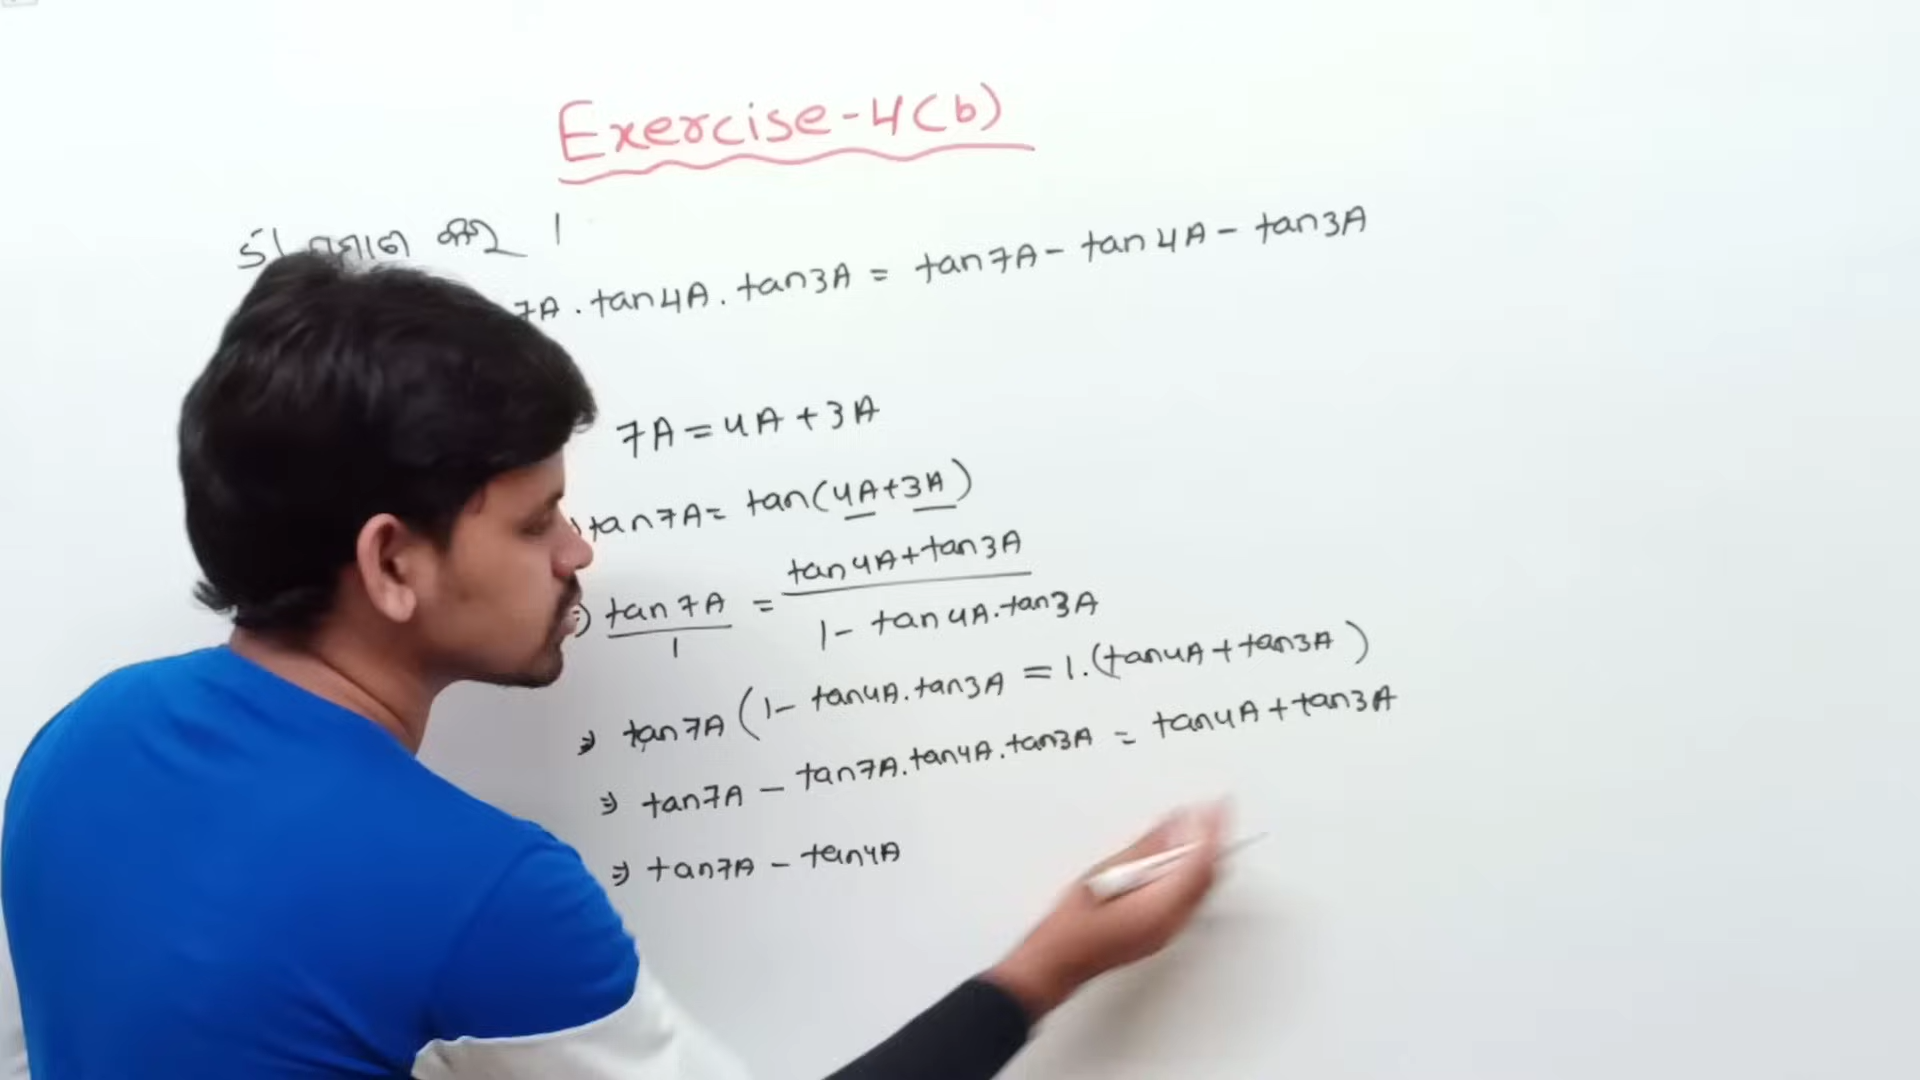 Exercise-4(b)
ପ୍ରମାଣ କର ।
7A . tan4A . tan3A = tan7A - tan4A - tan3A
7A = 4A + 3A
tan7A = tan(4A+3A)
⇒ tan7A/1 = tan4A+tan3A/1- tan4A.tan3A
⇒ tan7A (1- tan4A.tan3A = 1.(tan4A+tan3A)
⇒ tan7A - tan7A.tan4A.tan3A = tan4A+tan3A
⇒ tan7A - tan4A